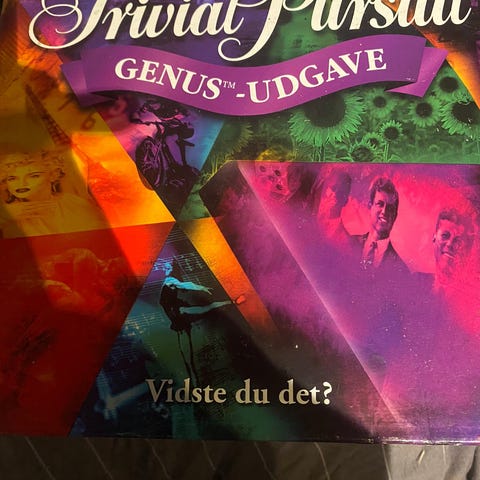 Trivial Pursuit
GENUS™-UDGAVE
Vidste du det?